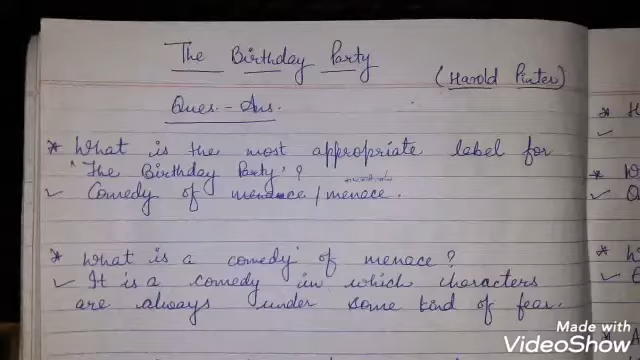 The Birthday Party
(Harold Pinter)
Ques. - Ans.
* What is the most appropriate label for
"The Birthday Party"?
✓ Comedy of menance / menace.
* What is a comedy of menace?
✓ It is a comedy in which characters
are always under some kind of fear.
* H
✓
*
✓
* W
✓
* A
Made with
VideoShow